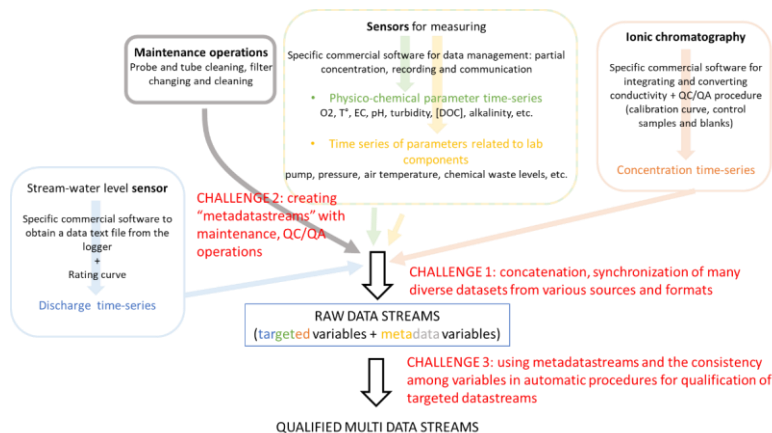 Maintenance operations
Probe and tube cleaning, filter
changing and cleaning
Sensors for measuring
Specific commercial software for data management: partial
concentration, recording and communication
• Physico-chemical parameter time-series
O2, T°, EC, pH, turbidity, [DOC], alkalinity, etc.
• Time series of parameters related to lab
components
pump, pressure, air temperature, chemical waste levels, etc.
Ionic chromatography
Specific commercial software for
integrating and converting
conductivity + QC/QA procedure
(calibration curve, control
samples and blanks)
Concentration time-series
Stream-water level sensor
Specific commercial software to
obtain a data text file from the
logger
+
Rating curve
Discharge time-series
CHALLENGE 2: creating
“metadatastreams” with
maintenance, QC/QA
operations
CHALLENGE 1: concatenation, synchronization of many
diverse datasets from various sources and formats
RAW DATA STREAMS
(targeted variables + metadata variables)
CHALLENGE 3: using metadatastreams and the consistency
among variables in automatic procedures for qualification of
targeted datastreams
QUALIFIED MULTI DATA STREAMS